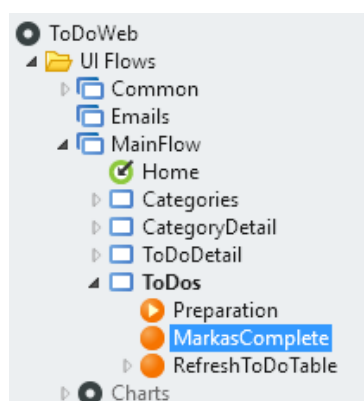 ToDoWeb
UI Flows
Common
Emails
MainFlow
Home
Categories
CategoryDetail
ToDoDetail
ToDos
Preparation
MarkasComplete
RefreshToDoTable
Charts